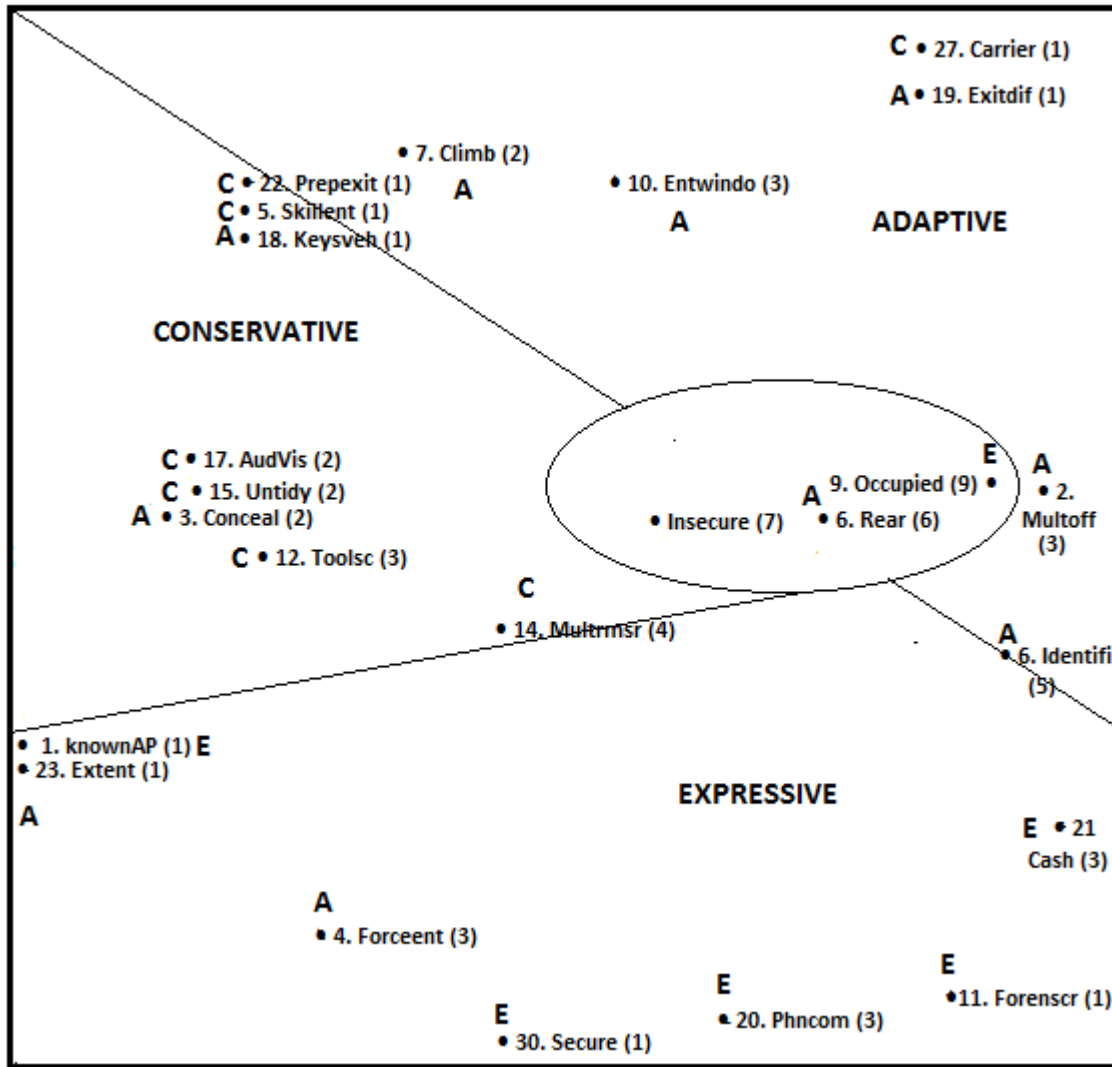 C • 27. Carrier (1)
A • 19. Exitdif (1)
• 7. Climb (2)
A
C • 22. Prepexit (1)
• 10. Entwindo (3)
A
C • 5. Skillent (1)
A • 18. Keysveh (1)
ADAPTIVE
CONSERVATIVE
C • 17. AudVis (2)
C • 15. Untidy (2)
A • 3. Conceal (2)
C • 12. Toolsc (3)
E
9. Occupied (9) •
A
• 2.
Multoff
(3)
A
• Insecure (7)
• 6. Rear (6)
C
• 14. Multrmsr (4)
A
• 6. Identifi
(5)
• 1. knownAP (1) E
• 23. Extent (1)
A
EXPRESSIVE
E • 21
Cash (3)
A
• 4. Forceent (3)
E
• 11. Forenscr (1)
E
• 20. Phncom (3)
E
• 30. Secure (1)